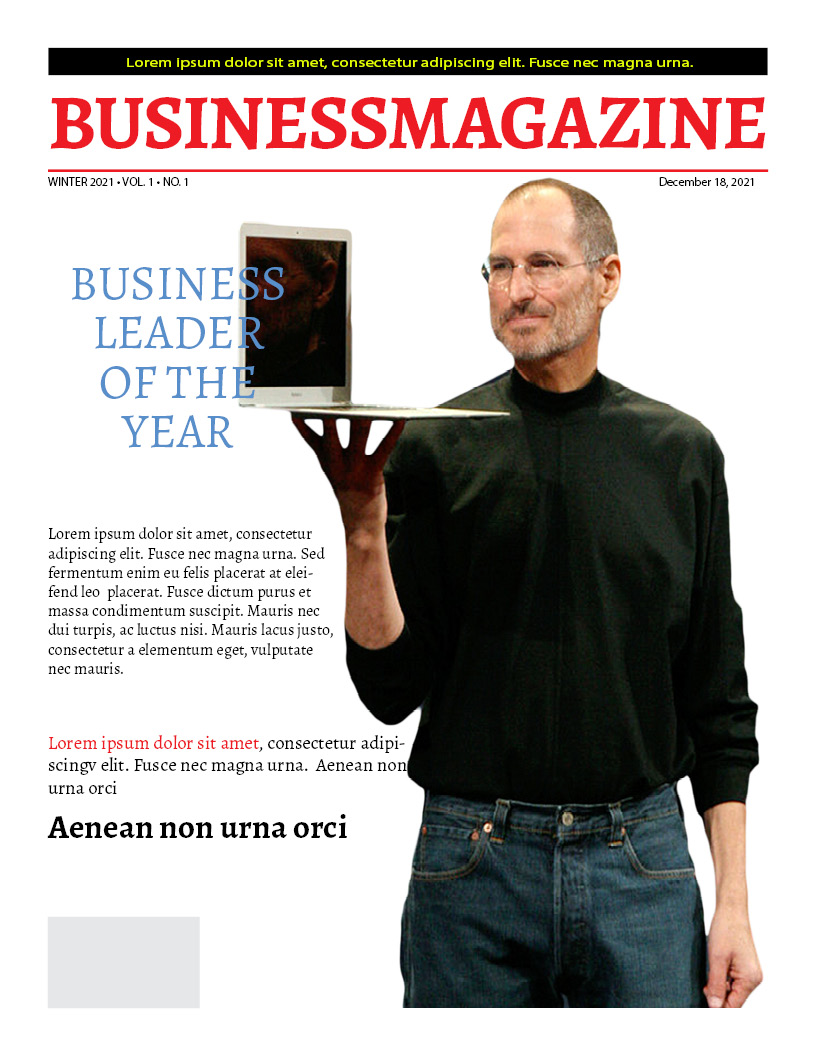 Lorem ipsum dolor sit amet, consectetur adipiscing elit. Fusce nec magna urna.
BUSINESSMAGAZINE
WINTER 2021 • VOL. 1 • NO. 1
December 18, 2021
BUSINESS
LEADER
OF THE
YEAR
Lorem ipsum dolor sit amet, consectetur
adipiscing elit. Fusce nec magna urna. Sed
fermentum enim eu felis placerat at elei-
fend leo  placerat. Fusce dictum purus et
massa condimentum suscipit. Mauris nec
dui turpis, ac luctus nisi. Mauris lacus justo,
consectetur a elementum eget, vulputate
nec mauris.
Lorem ipsum dolor sit amet, consectetur adipi-
scingv elit. Fusce nec magna urna.  Aenean non
urna orci
Aenean non urna orci